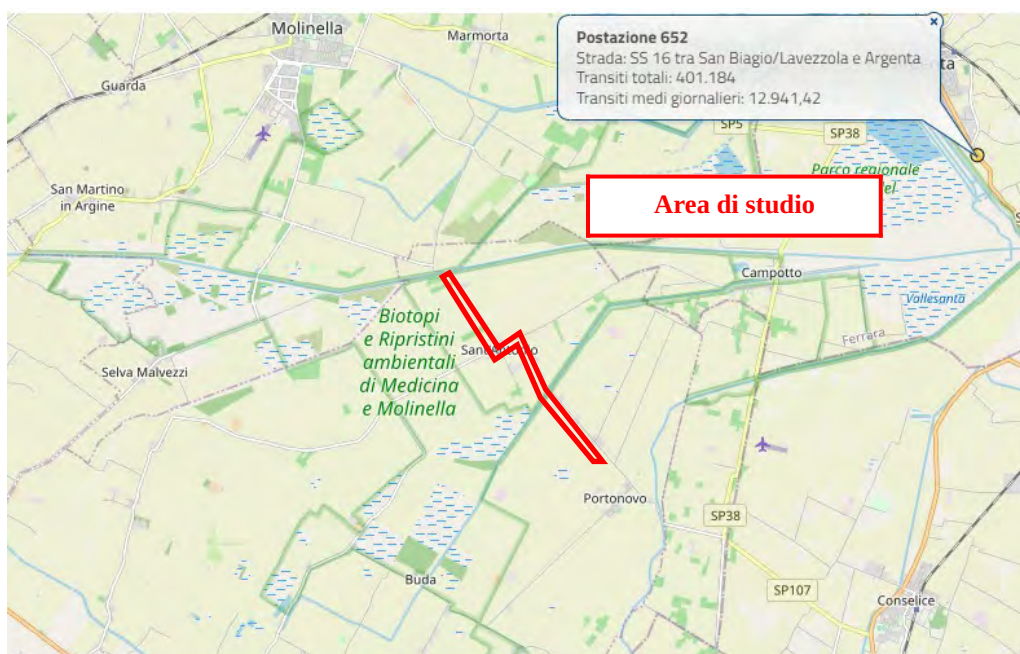 Molinella
Marmorta
Guarda
Postazione 652
Strada: SS 16 tra San Biagio/Lavezzola e Argenta
Transiti totali: 401.184
Transiti medi giornalieri: 12.941,42
ta
SP5
SP38
San Martino
in Argine
Parco regionale
el
Area di studio
Campotto
Vallesanta
Ferrara
Biotopi
e Ripristini
ambientali
di Medicina
e Molinella
Selva Malvezzi
Portonovo
SP38
Buda
SP107
Conselice